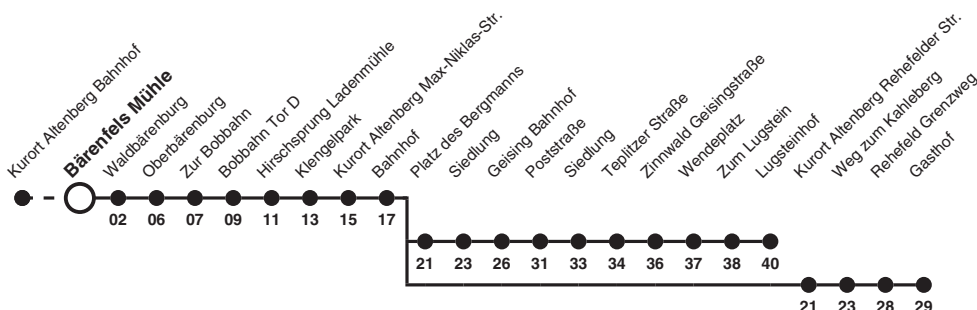 Kurort Altenberg Bahnhof
Bärenfels Mühle
Waldbärenburg
Oberbärenburg
Zur Bobbahn
Bobbahn Tor D
Hirschsprung Ladenmühle
Klengelpark
Kurort Altenberg Max-Niklas-Str.
Bahnhof
Platz des Bergmanns
Siedlung
Geising Bahnhof
Poststraße
Siedlung
Teplitzer Straße
Zinnwald Geisingstraße
Wendeplatz
Zum Lugstein
Lugsteinhof
Kurort Altenberg Rehefelder Str.
Weg zum Kahleberg
Rehefeld Grenzweg
Gasthof
02 06 07 09 11 13 15 17
21 23 26 31 33 34 36 37 38 40
21 23 28 29